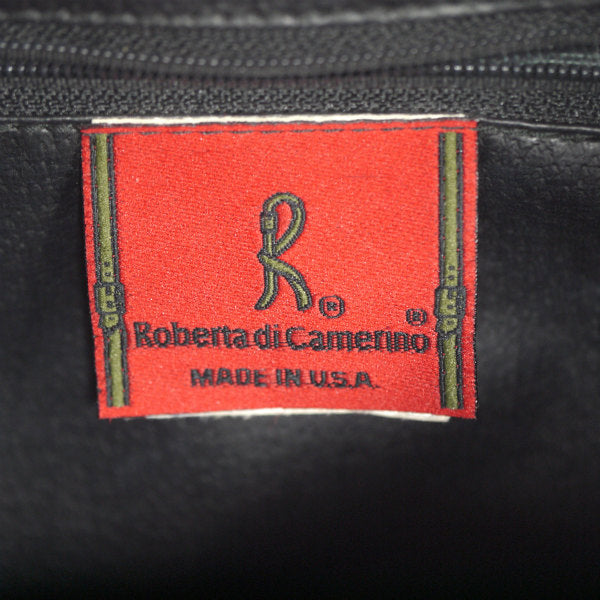 R®
Roberta di Camerino®
MADE IN U.S.A.